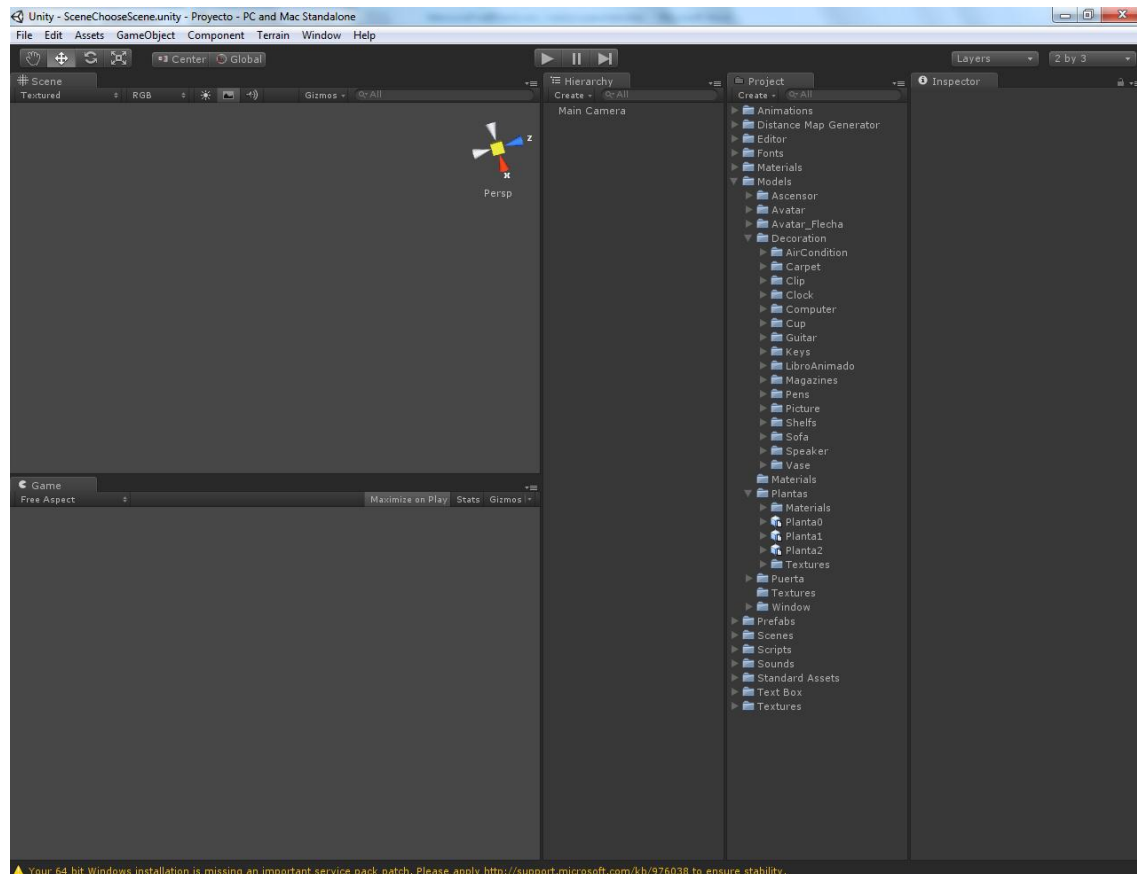 Unity - SceneChooseScene.unity - Proyecto - PC and Mac Standalone
File Edit Assets GameObject Component Terrain Window Help
Center Global
Layers
2 by 3
Scene
Textured
RGB
Gizmos
All
z
x
Persp
Game
Free Aspect
Maximize on Play
Stats
Gizmos
Hierarchy
Create
All
Main Camera
Project
Create
All
Animations
Distance Map Generator
Editor
Fonts
Materials
Models
Ascensor
Avatar
Avatar_Flecha
Decoration
AirCondition
Carpet
Clip
Clock
Computer
Cup
Guitar
Keys
LibroAnimado
Magazines
Pens
Picture
Shelfs
Sofa
Speaker
Vase
Materials
Plantas
Materials
Planta0
Planta1
Planta2
Textures
Puerta
Textures
Window
Prefabs
Scenes
Scripts
Sounds
Standard Assets
Text Box
Textures
Inspector
Your 64 bit Windows installation is missing an important service pack patch. Please apply http://support.microsoft.com/kb/976038 to ensure stability.